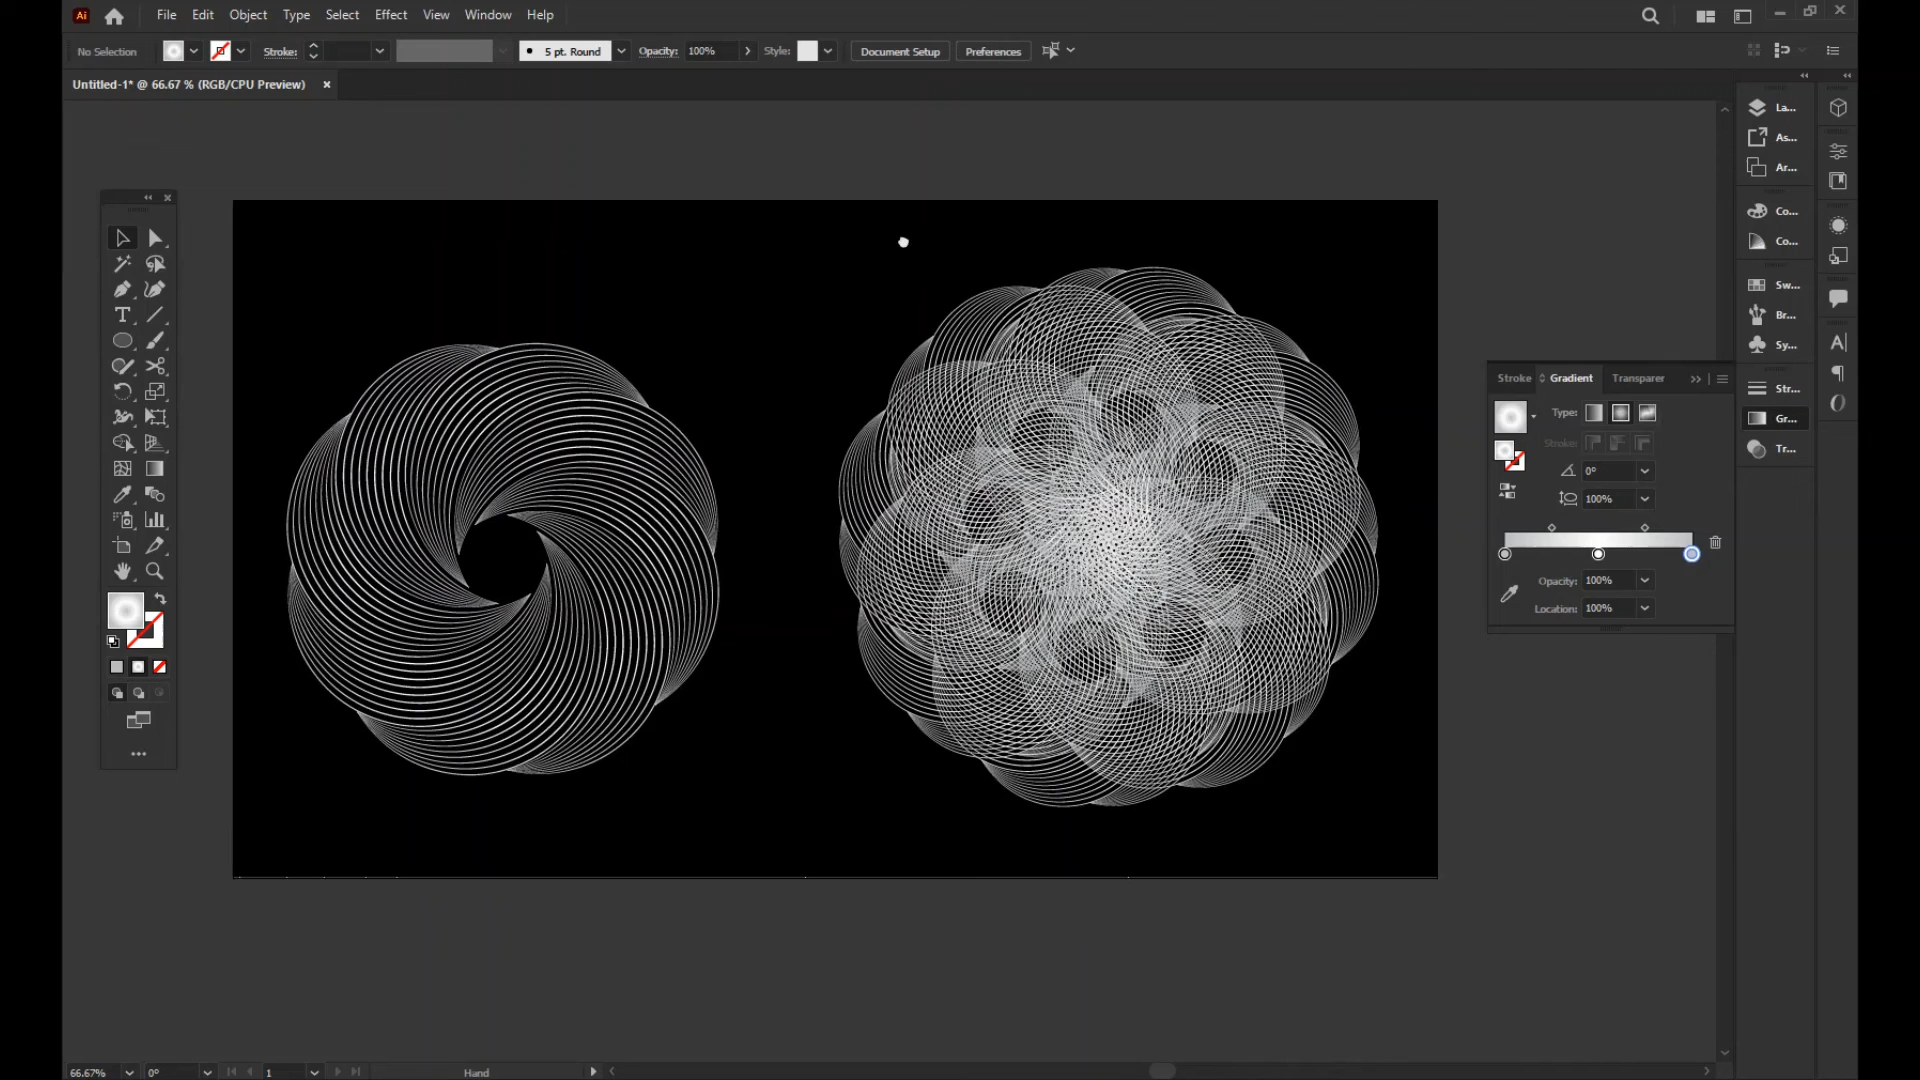 Ai File Edit Object Type Select Effect View Window Help
No Selection Stroke: 5 pt. Round Opacity: 100% Style: Document Setup Preferences
Untitled-1* @ 66.67 % (RGB/CPU Preview)
La...
As...
Ar...
Co...
Co...
Sw...
Br...
Sy...
Str...
Gr...
Tr...
Stroke Gradient Transparer
Type:
Stroke:
0°
100%
Opacity: 100%
Location: 100%
66.67% 0° 1 Hand